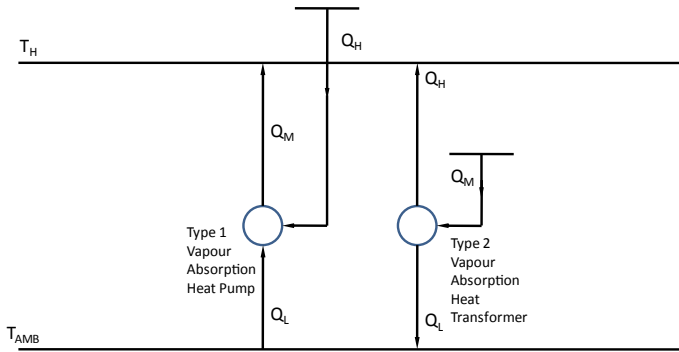 T_H
Q_H
Q_H
Q_M
Q_M
Type 1
Vapour
Absorption
Heat Pump
Type 2
Vapour
Absorption
Heat
Transformer
Q_L
Q_L
T_AMB